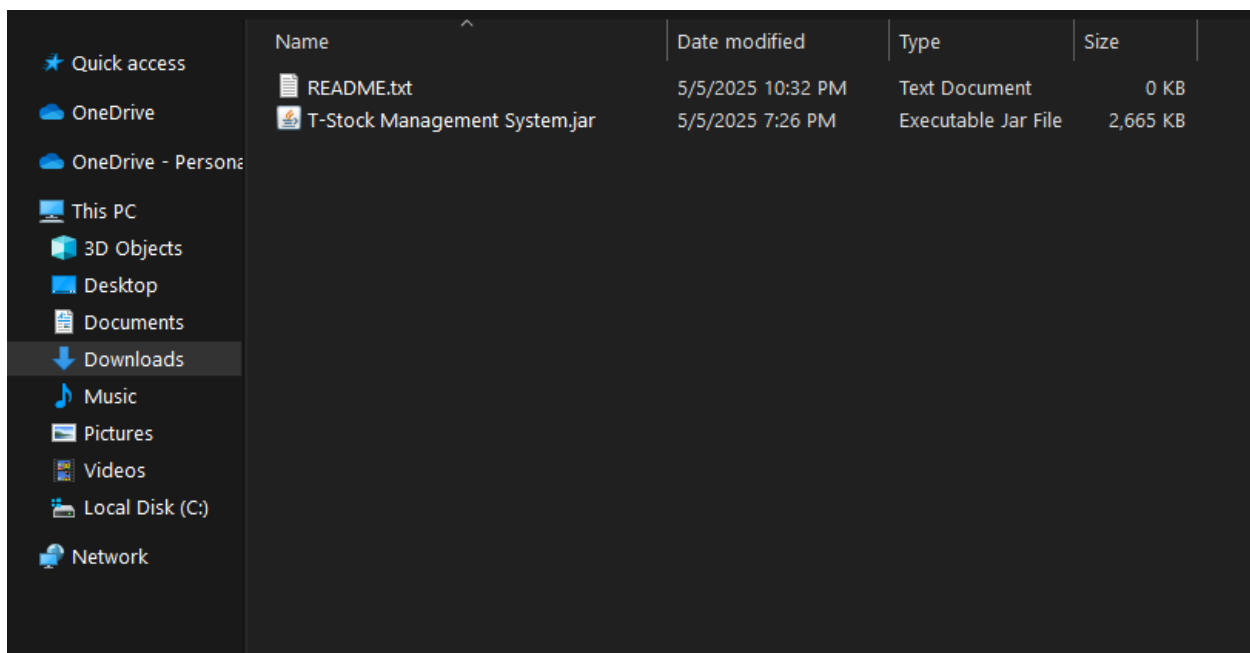 Name Date modified Type Size
Quick access
README.txt 5/5/2025 10:32 PM Text Document 0 KB
OneDrive
T-Stock Management System.jar 5/5/2025 7:26 PM Executable Jar File 2,665 KB
OneDrive - Persona
This PC
3D Objects
Desktop
Documents
Downloads
Music
Pictures
Videos
Local Disk (C:)
Network